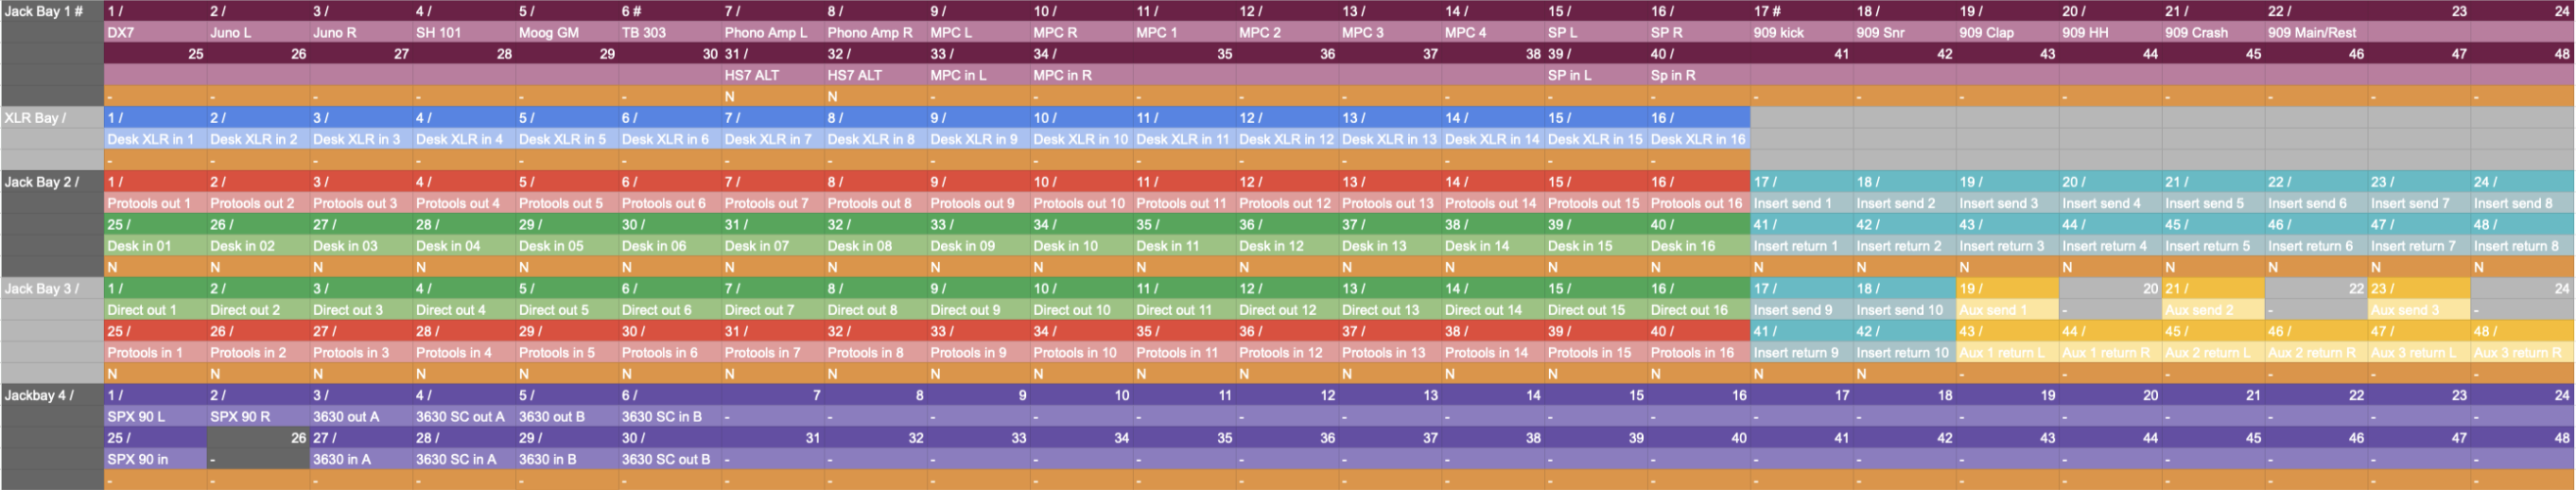 Jack Bay 1 # 1 / 2 / 3 / 4 / 5 / 6 # 7 / 8 / 9 / 10 / 11 / 12 / 13 / 14 / 15 / 16 / 17 # 18 / 19 / 20 / 21 / 22 / 23 24
DX7 Juno L Juno R SH 101 Moog GM TB 303 Phono Amp L Phono Amp R MPC L MPC R MPC 1 MPC 2 MPC 3 MPC 4 SP L SP R 909 kick 909 Snr 909 Clap 909 HH 909 Crash 909 Main/Rest
25 26 27 28 29 30 31 / 32 / 33 / 34 / 35 36 37 38 39 / 40 / 41 42 43 44 45 46 47 48
HS7 ALT HS7 ALT MPC in L MPC in R SP in L Sp in R
- - - - - - N N - - - - - - - - - - - - - - - -
XLR Bay / 1 / 2 / 3 / 4 / 5 / 6 / 7 / 8 / 9 / 10 / 11 / 12 / 13 / 14 / 15 / 16 /
Desk XLR in 1 Desk XLR in 2 Desk XLR in 3 Desk XLR in 4 Desk XLR in 5 Desk XLR in 6 Desk XLR in 7 Desk XLR in 8 Desk XLR in 9 Desk XLR in 10 Desk XLR in 11 Desk XLR in 12 Desk XLR in 13 Desk XLR in 14 Desk XLR in 15 Desk XLR in 16
- - - - - - - - - - - - - - - -
Jack Bay 2 / 1 / 2 / 3 / 4 / 5 / 6 / 7 / 8 / 9 / 10 / 11 / 12 / 13 / 14 / 15 / 16 / 17 / 18 / 19 / 20 / 21 / 22 / 23 / 24 /
Protools out 1 Protools out 2 Protools out 3 Protools out 4 Protools out 5 Protools out 6 Protools out 7 Protools out 8 Protools out 9 Protools out 10 Protools out 11 Protools out 12 Protools out 13 Protools out 14 Protools out 15 Protools out 16 Insert send 1 Insert send 2 Insert send 3 Insert send 4 Insert send 5 Insert send 6 Insert send 7 Insert send 8
25 / 26 / 27 / 28 / 29 / 30 / 31 / 32 / 33 / 34 / 35 / 36 / 37 / 38 / 39 / 40 / 41 / 42 / 43 / 44 / 45 / 46 / 47 / 48 /
Desk in 01 Desk in 02 Desk in 03 Desk in 04 Desk in 05 Desk in 06 Desk in 07 Desk in 08 Desk in 09 Desk in 10 Desk in 11 Desk in 12 Desk in 13 Desk in 14 Desk in 15 Desk in 16 Insert return 1 Insert return 2 Insert return 3 Insert return 4 Insert return 5 Insert return 6 Insert return 7 Insert return 8
N N N N N N N N N N N N N N N N N N N N N N N N
Jack Bay 3 / 1 / 2 / 3 / 4 / 5 / 6 / 7 / 8 / 9 / 10 / 11 / 12 / 13 / 14 / 15 / 16 / 17 / 18 / 19 / 20 21 / 22 23 / 24
Direct out 1 Direct out 2 Direct out 3 Direct out 4 Direct out 5 Direct out 6 Direct out 7 Direct out 8 Direct out 9 Direct out 10 Direct out 11 Direct out 12 Direct out 13 Direct out 14 Direct out 15 Direct out 16 Insert send 9 Insert send 10 Aux send 1 - Aux send 2 - Aux send 3 -
25 / 26 / 27 / 28 / 29 / 30 / 31 / 32 / 33 / 34 / 35 / 36 / 37 / 38 / 39 / 40 / 41 / 42 / 43 / 44 / 45 / 46 / 47 / 48 /
Protools in 1 Protools in 2 Protools in 3 Protools in 4 Protools in 5 Protools in 6 Protools in 7 Protools in 8 Protools in 9 Protools in 10 Protools in 11 Protools in 12 Protools in 13 Protools in 14 Protools in 15 Protools in 16 Insert return 9 Insert return 10 Aux 1 return L Aux 1 return R Aux 2 return L Aux 2 return R Aux 3 return L Aux 3 return R
N N N N N N N N N N N N N N N N N N - - - - - -
Jackbay 4 / 1 / 2 / 3 / 4 / 5 / 6 / 7 8 9 10 11 12 13 14 15 16 17 18 19 20 21 22 23 24
SPX 90 L SPX 90 R 3630 out A 3630 SC out A 3630 out B 3630 SC in B - - - - - - - - - - - - - - - - - -
25 / 26 27 / 28 / 29 / 30 / 31 32 33 34 35 36 37 38 39 40 41 42 43 44 45 46 47 48
SPX 90 in - 3630 in A 3630 SC in A 3630 in B 3630 SC out B - - - - - - - - - - - - - - - - - -
- - - - - - - - - - - - - - - - - - - - - - - -